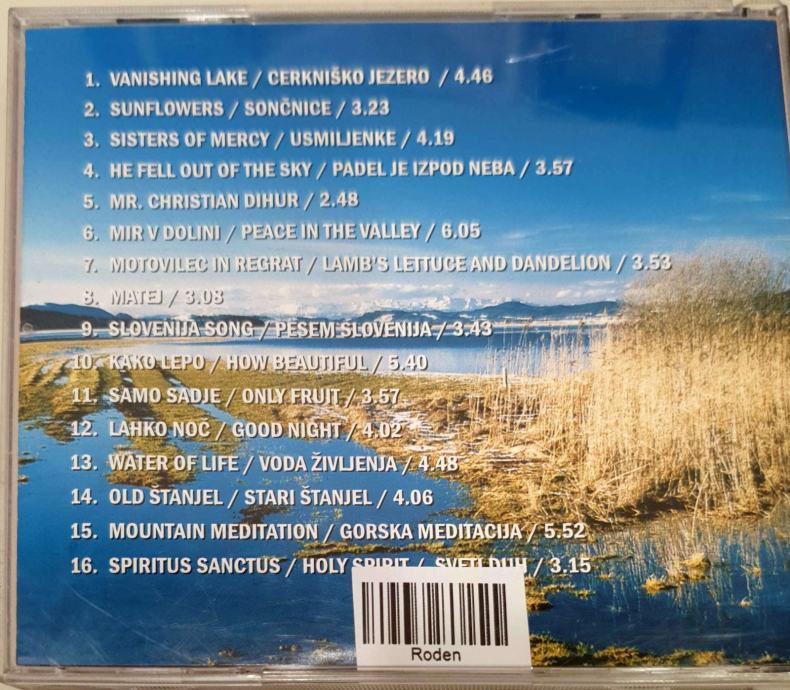 1. VANISHING LAKE / CERKNIŠKO JEZERO / 4.46
2. SUNFLOWERS / SONČNICE / 3.23
3. SISTERS OF MERCY / USMILJENKE / 4.19
4. HE FELL OUT OF THE SKY / PADEL JE IZPOD NEBA / 3.57
5. MR. CHRISTIAN DIHUR / 2.48
6. MIR V DOLINI / PEACE IN THE VALLEY / 6.05
7. MOTOVILEC IN REGRAT / LAMB'S LETTUCE AND DANDELION / 3.53
8. MATEJ / 3.08
9. SLOVENIJA SONG / PESEM SLOVENIJA / 3.43
10. KAKO LEPO / HOW BEAUTIFUL / 5.40
11. SAMO SADJE / ONLY FRUIT / 3.57
12. LAHKO NOČ / GOOD NIGHT / 4.02
13. WATER OF LIFE / VODA ŽIVLJENJA / 4.48
14. OLD ŠTANJEL / STARI ŠTANJEL / 4.06
15. MOUNTAIN MEDITATION / GORSKA MEDITACIJA / 5.52
16. SPIRITUS SANCTUS / HOLY SPIRIT / SVETI DUH / 3.15
Roden